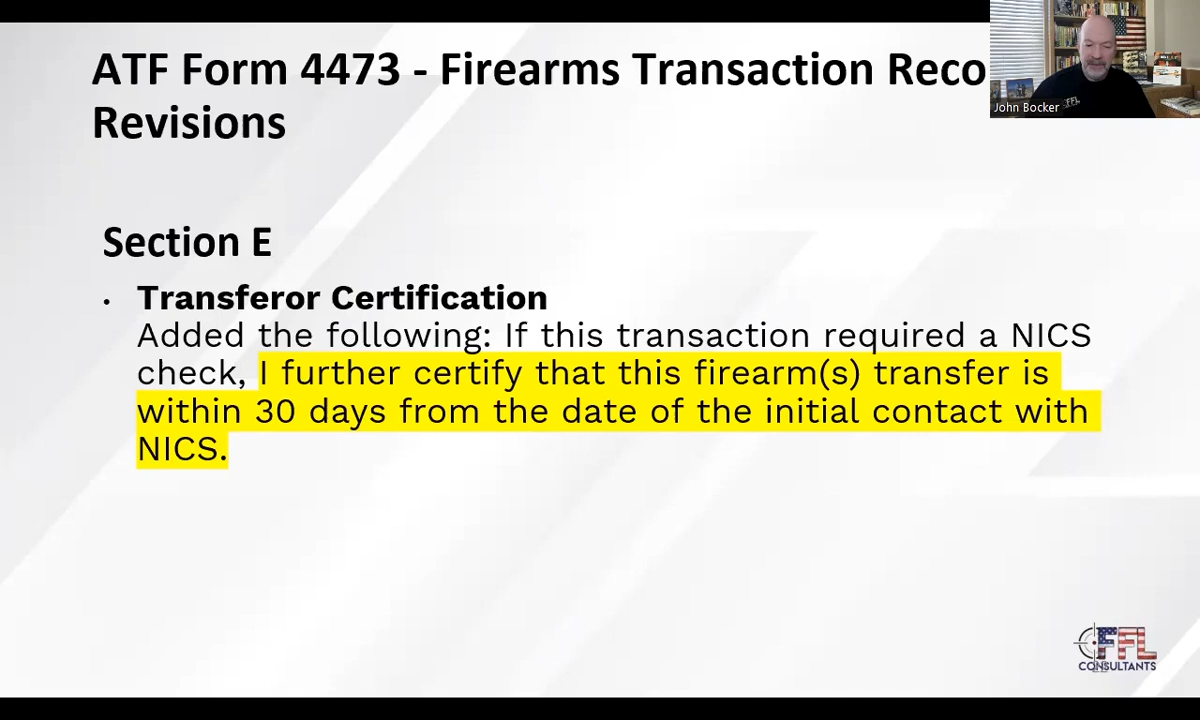 ATF Form 4473 - Firearms Transaction Reco
Revisions
John Bocker
FFL
Section E
• Transferor Certification
Added the following: If this transaction required a NICS
check, I further certify that this firearm(s) transfer is
within 30 days from the date of the initial contact with
NICS.
FFL
CONSULTANTS